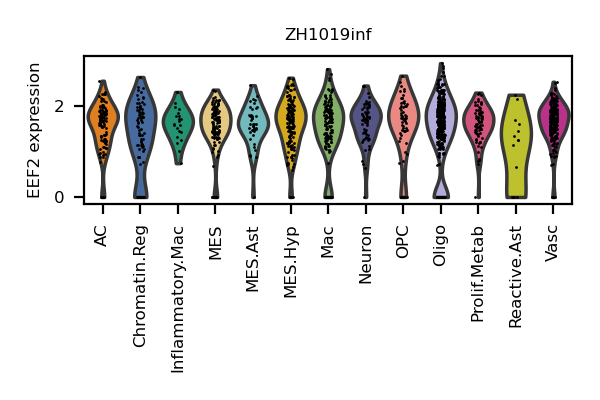 ZH1019inf
EEF2 expression
2
0
AC
Chromatin.Reg
Inflammatory.Mac
MES
MES.Ast
MES.Hyp
Mac
Neuron
OPC
Oligo
Prolif.Metab
Reactive.Ast
Vasc